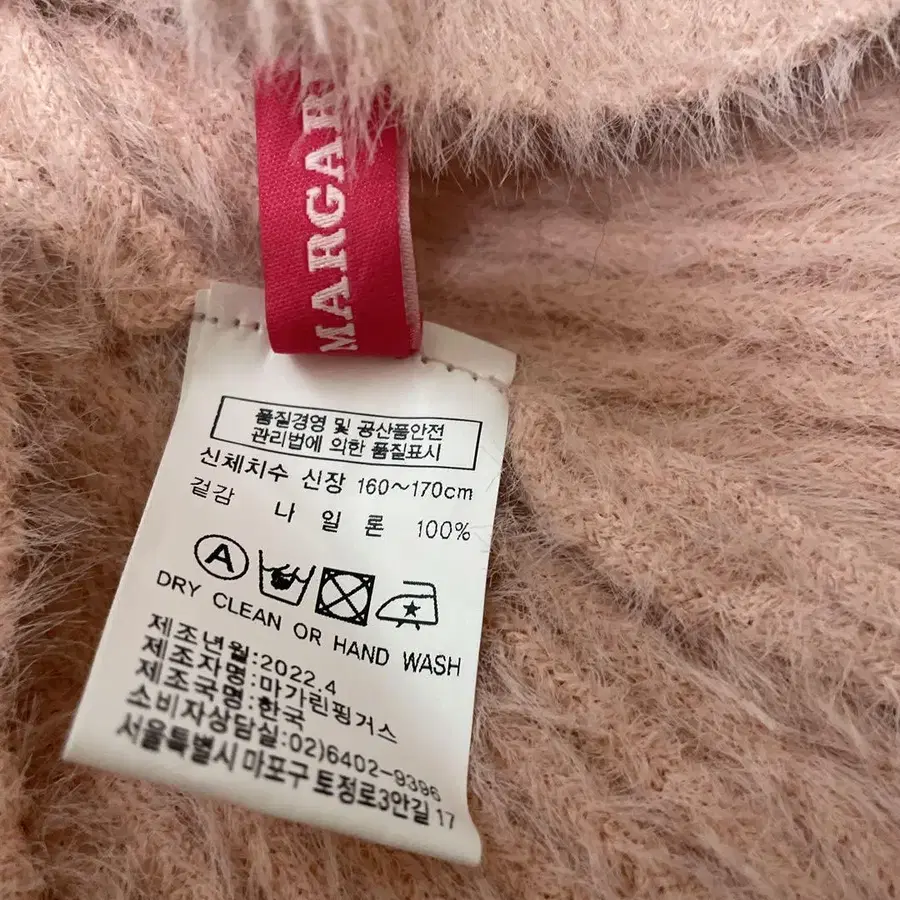 MARGAR
품질경영 및 공산품안전
관리법에 의한 품질표시
신체치수 신장 160~170cm
겉감 나 일 론 100%
A
DRY CLEAN OR HAND WASH
제조년월:2022.4
제조자명:마가린핑거스
제조국명:한국
소비자상담실:02)6402-9396
서울특별시 마포구 토정로3안길 17